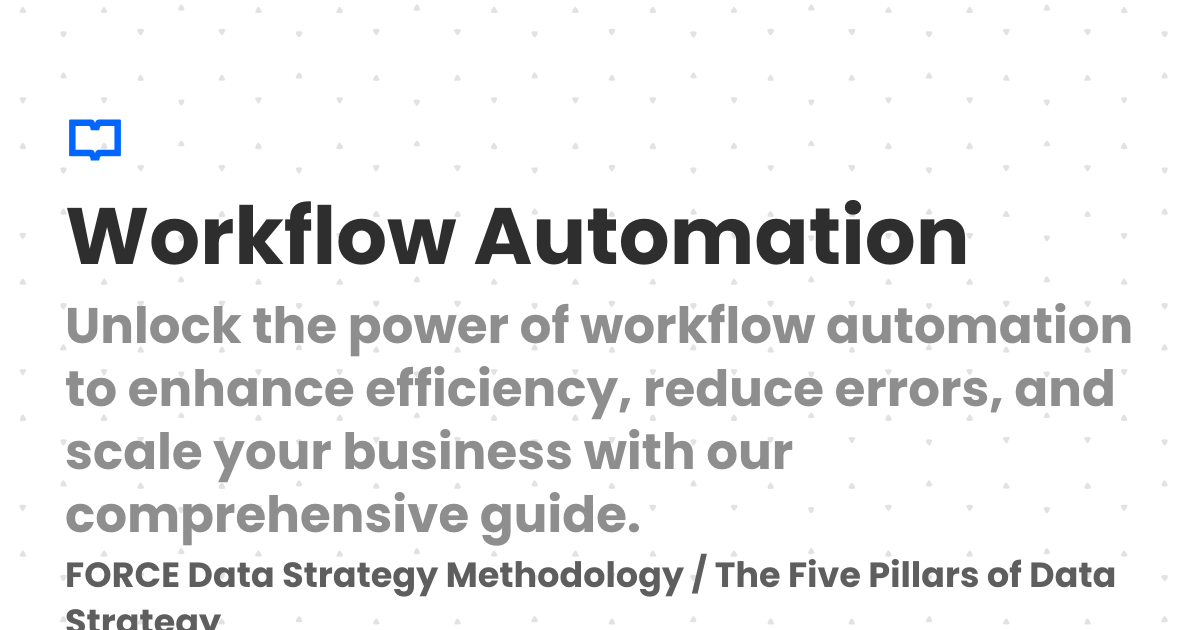 Workflow Automation
Unlock the power of workflow automation
to enhance efficiency, reduce errors, and
scale your business with our
comprehensive guide.
FORCE Data Strategy Methodology / The Five Pillars of Data
Strategy